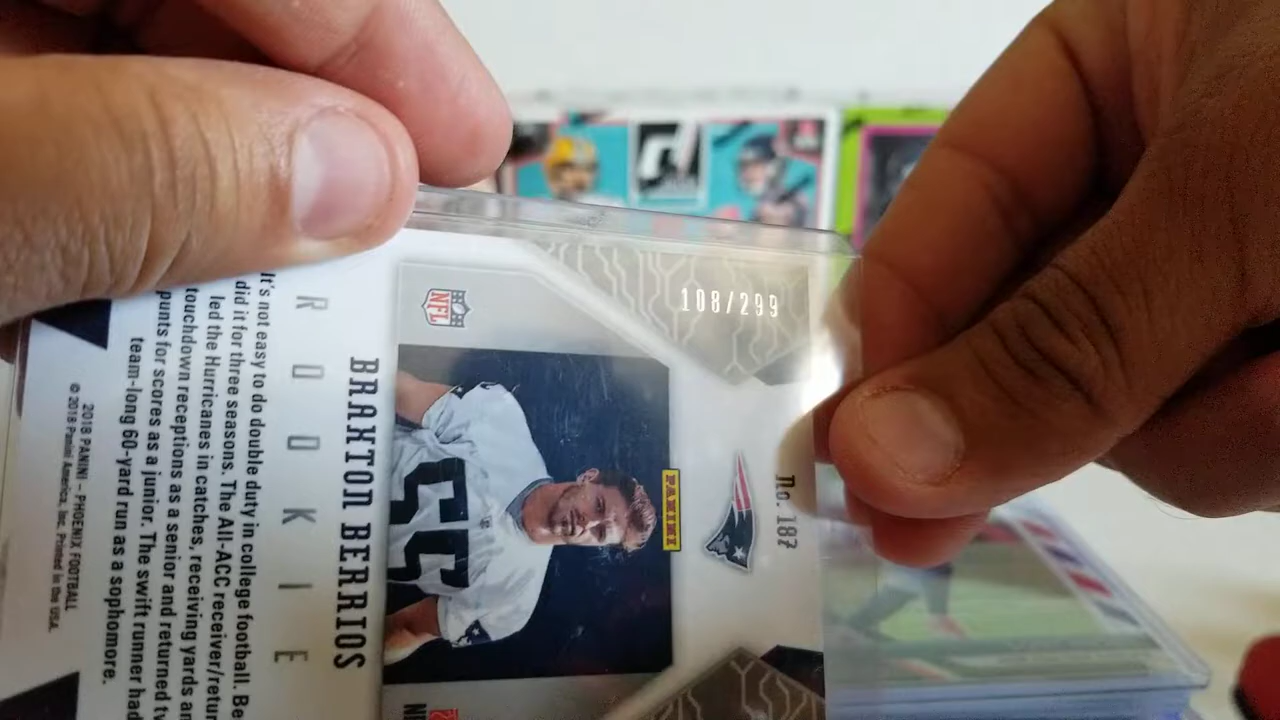 108/299
No. 187
PANINI
NFL
55
BRAXTON BERRIOS
ROOKIE
It's not easy to do double duty in college football. Be
did it for three seasons. The All-ACC receiver/retur
led the Hurricanes in catches, receiving yards an
touchdown receptions as a senior and returned tw
punts for scores as a junior. The swift runner had
team-long 60-yard run as a sophomore.
2018 PANINI - PHOENIX FOOTBALL
© 2018 Panini America, Inc. Printed in the USA.